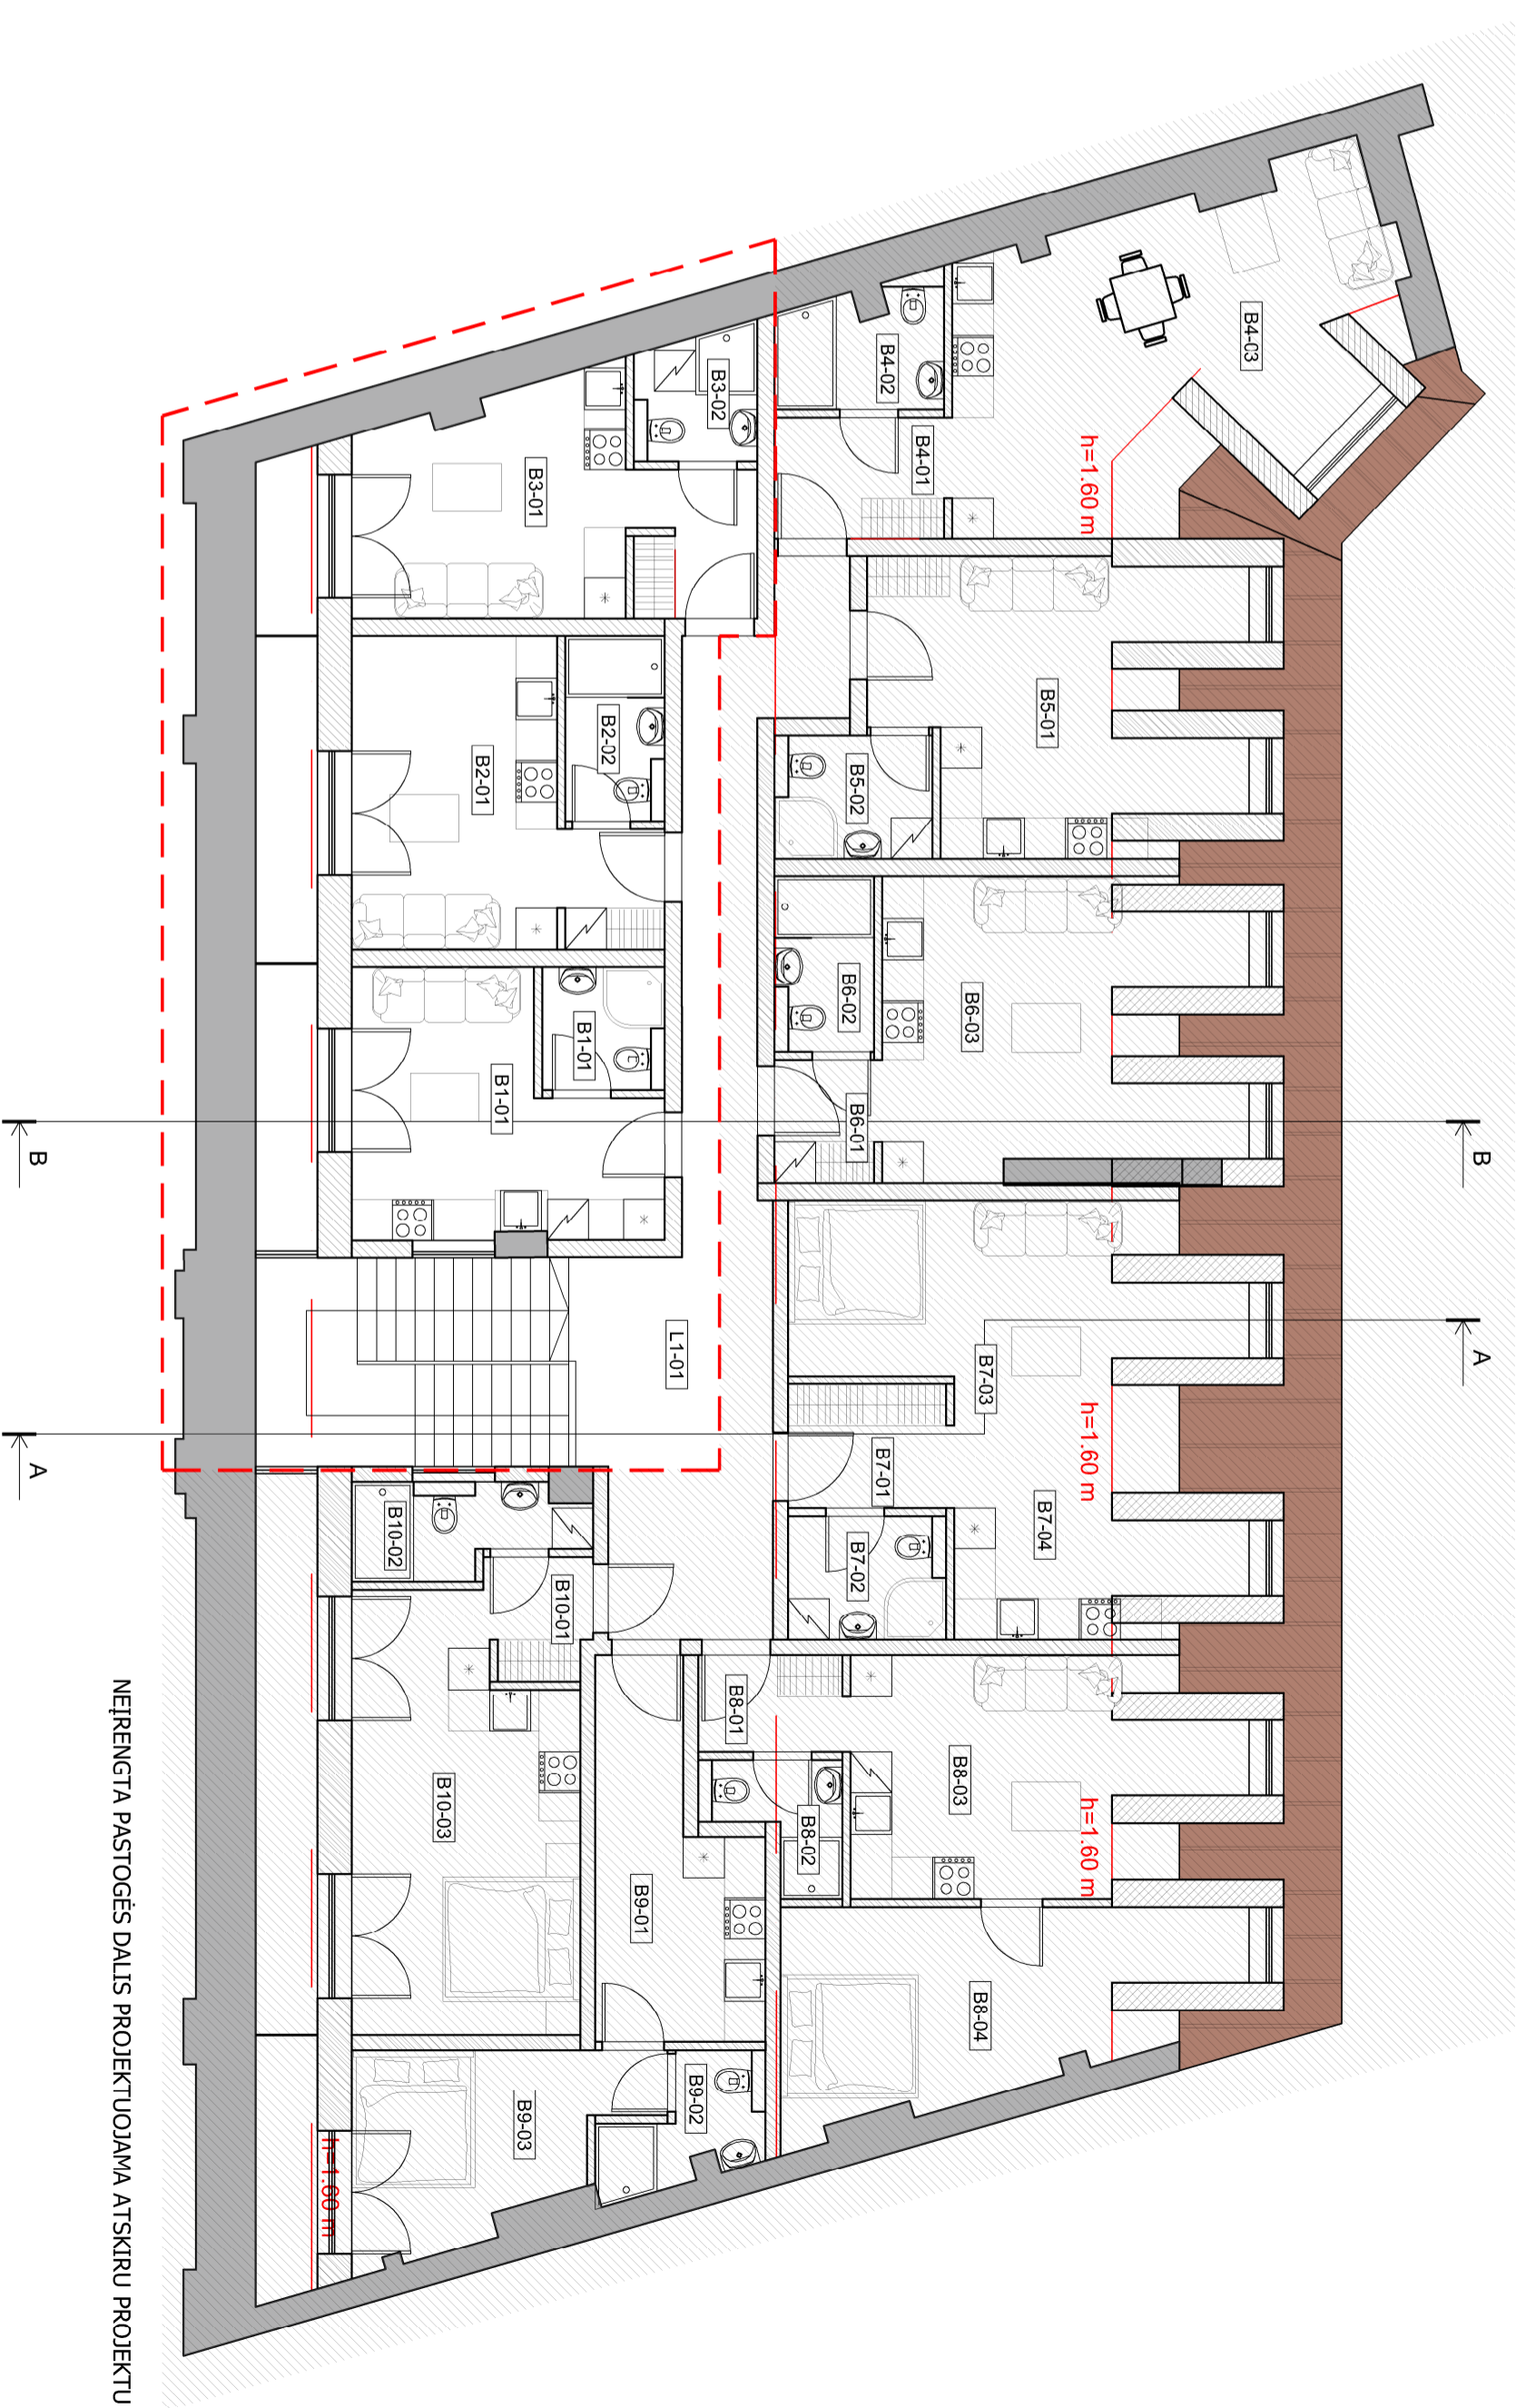 B
A
B4-03
h=1.60 m
h=1.60 m
h=1.60 m
B5-01
B7-04
B6-03
B7-03
B8-03
B8-04
B4-01
B4-02
B7-01
B5-02
B6-02
B6-01
B7-02
B8-02
B8-01
B3-02
B9-02
L1-01
B9-01
B2-02
B1-01
B10-01
B3-01
B9-03
B1-01
B2-01
B10-03
B10-02
h=1.60 m
NEĮRENGTA PASTOGĖS DALIS PROJEKTUOJAMA ATSKIRU PROJEKTU
B
A